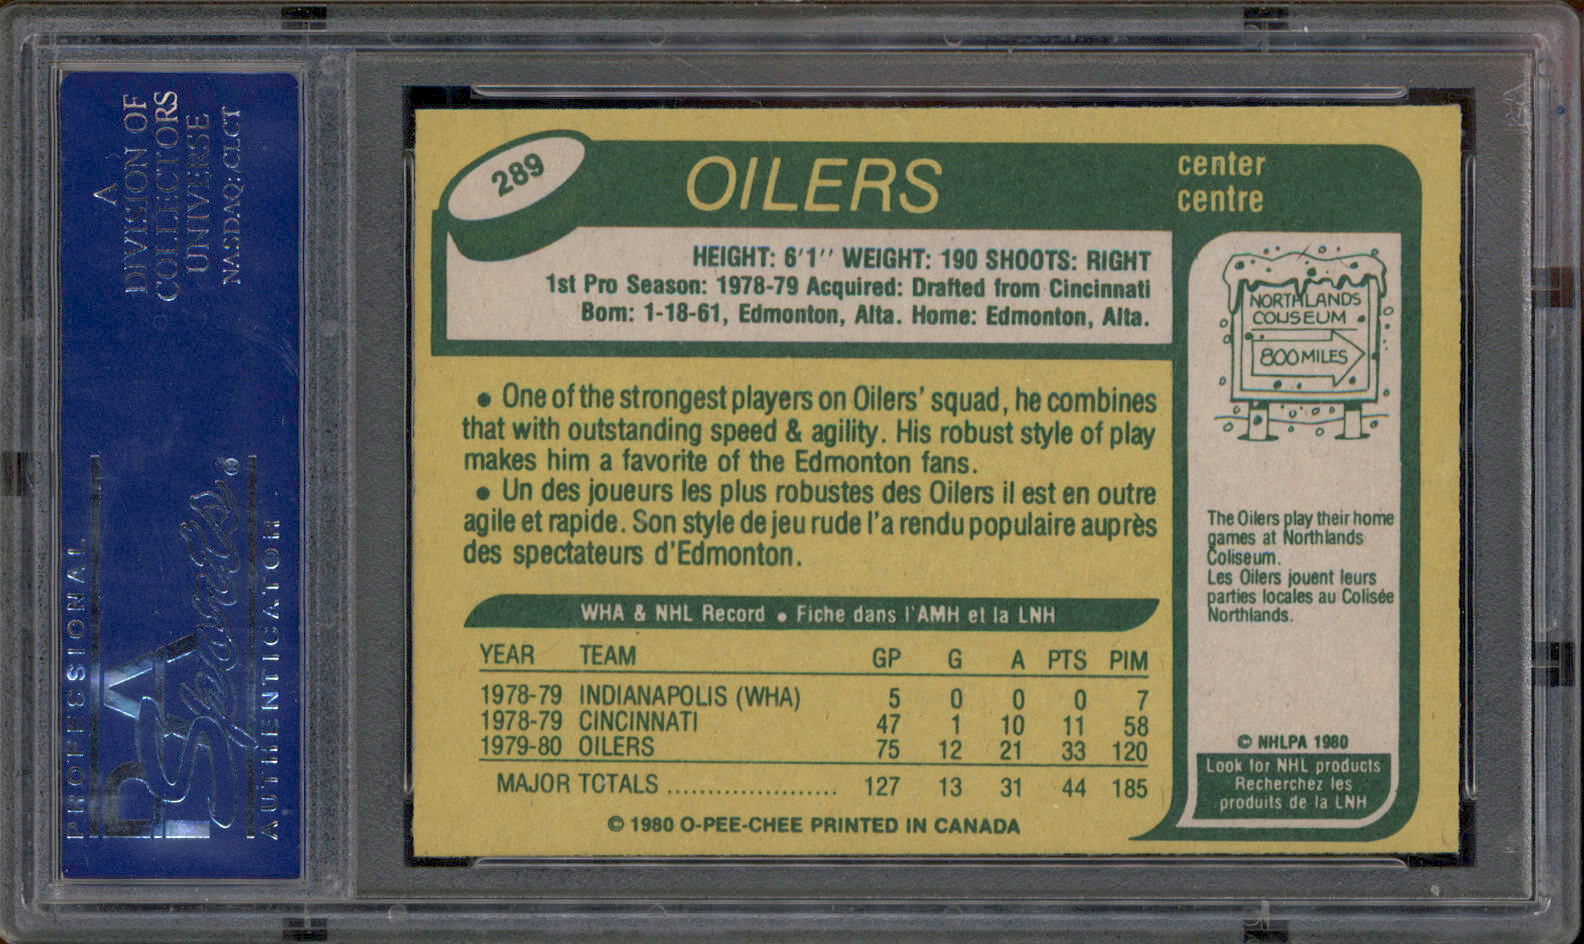 A
DIVISION OF
COLLECTORS
UNIVERSE
NASDAQ: CLCT
PROFESSIONAL
PSA
Sports®
AUTHENTICATOR
289
OILERS
center
centre
HEIGHT: 6'1'' WEIGHT: 190 SHOOTS: RIGHT
1st Pro Season: 1978-79 Acquired: Drafted from Cincinnati
Born: 1-18-61, Edmonton, Alta. Home: Edmonton, Alta.
• One of the strongest players on Oilers' squad, he combines
that with outstanding speed & agility. His robust style of play
makes him a favorite of the Edmonton fans.
• Un des joueurs les plus robustes des Oilers il est en outre
agile et rapide. Son style de jeu rude l'a rendu populaire auprès
des spectateurs d'Edmonton.
WHA & NHL Record • Fiche dans l'AMH et la LNH
YEAR TEAM GP G A PTS PIM
1978-79 INDIANAPOLIS (WHA) 5 0 0 0 7
1978-79 CINCINNATI 47 1 10 11 58
1979-80 OILERS 75 12 21 33 120
MAJOR TOTALS ..................... 127 13 31 44 185
© 1980 O-PEE-CHEE PRINTED IN CANADA
NORTHLANDS
COLISEUM
800 MILES
The Oilers play their home
games at Northlands
Coliseum.
Les Oilers jouent leurs
parties locales au Colisée
Northlands.
© NHLPA 1980
Look for NHL products
Recherchez les
produits de la LNH